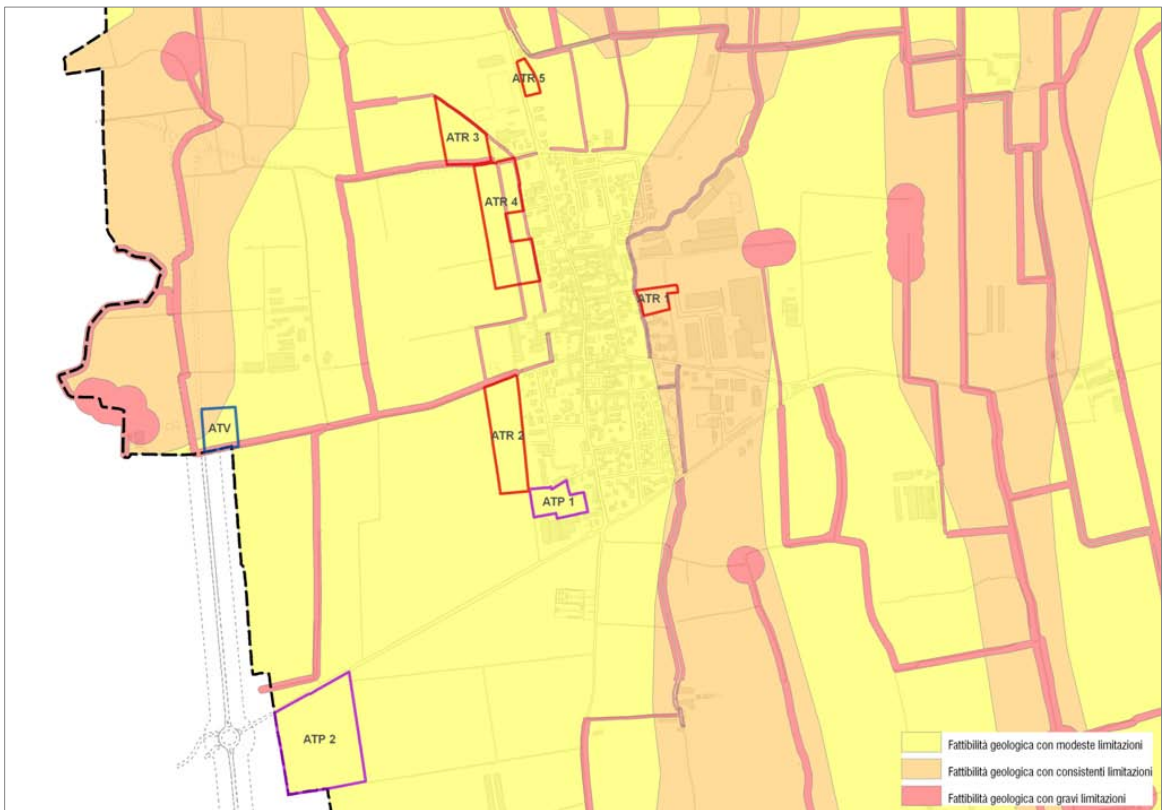 ATR 5
ATR 3
ATR 4
ATR 1
ATV
ATR 2
ATP 1
ATP 2
Fattibilità geologica con modeste limitazioni
Fattibilità geologica con consistenti limitazioni
Fattibilità geologica con gravi limitazioni